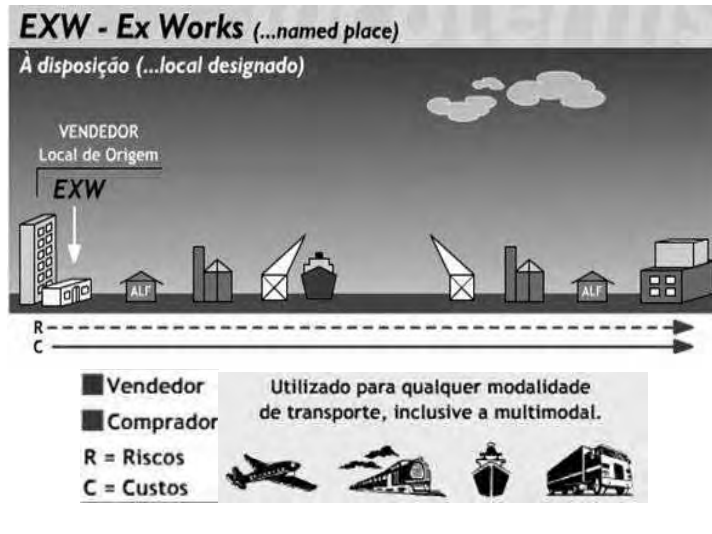 EXW - Ex Works (...named place)
À disposição (...local designado)
VENDEDOR
Local de Origem
EXW
ALF
ALF
R
C
Vendedor
Comprador
R = Riscos
C = Custos
Utilizado para qualquer modalidade
de transporte, inclusive a multimodal.